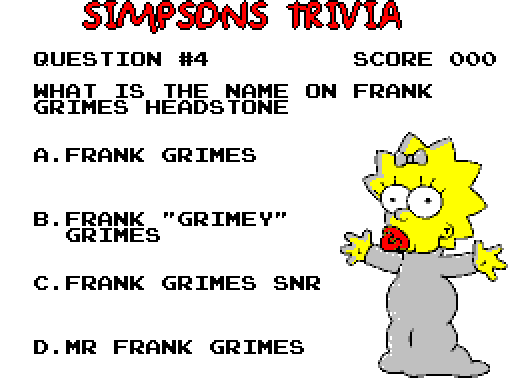 SIMPSONS TRIVIA
QUESTION #4 SCORE 000
WHAT IS THE NAME ON FRANK
GRIMES HEADSTONE
A.FRANK GRIMES
B.FRANK "GRIMEY"
GRIMES
C.FRANK GRIMES SNR
D.MR FRANK GRIMES